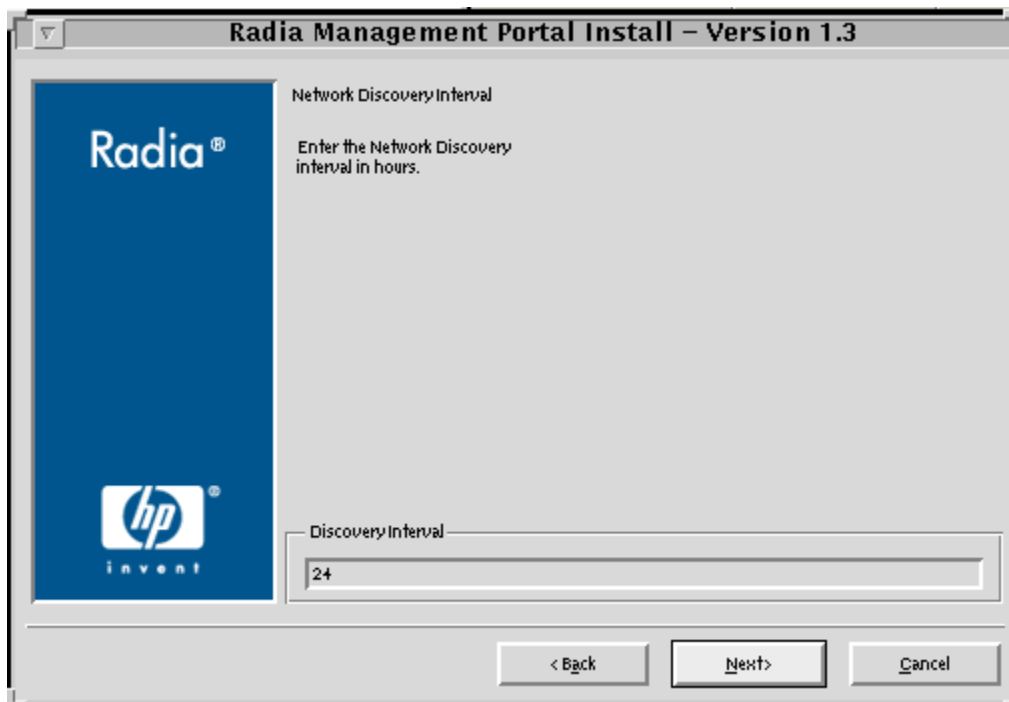 Radia Management Portal Install – Version 1.3
Radia®
Network Discovery Interval
Enter the Network Discovery
interval in hours.
hp®
invent
Discovery Interval
24
< Back
Next>
Cancel